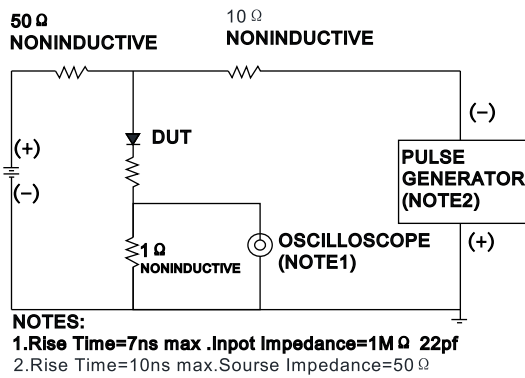 50 Ω
NONINDUCTIVE
10 Ω
NONINDUCTIVE
(+)
(−)
DUT
1 Ω
NONINDUCTIVE
OSCILLOSCOPE
(NOTE1)
(−)
PULSE
GENERATOR
(NOTE2)
(+)
NOTES:
1.Rise Time=7ns max .Inpot Impedance=1M Ω 22pf
2.Rise Time=10ns max.Sourse Impedance=50 Ω